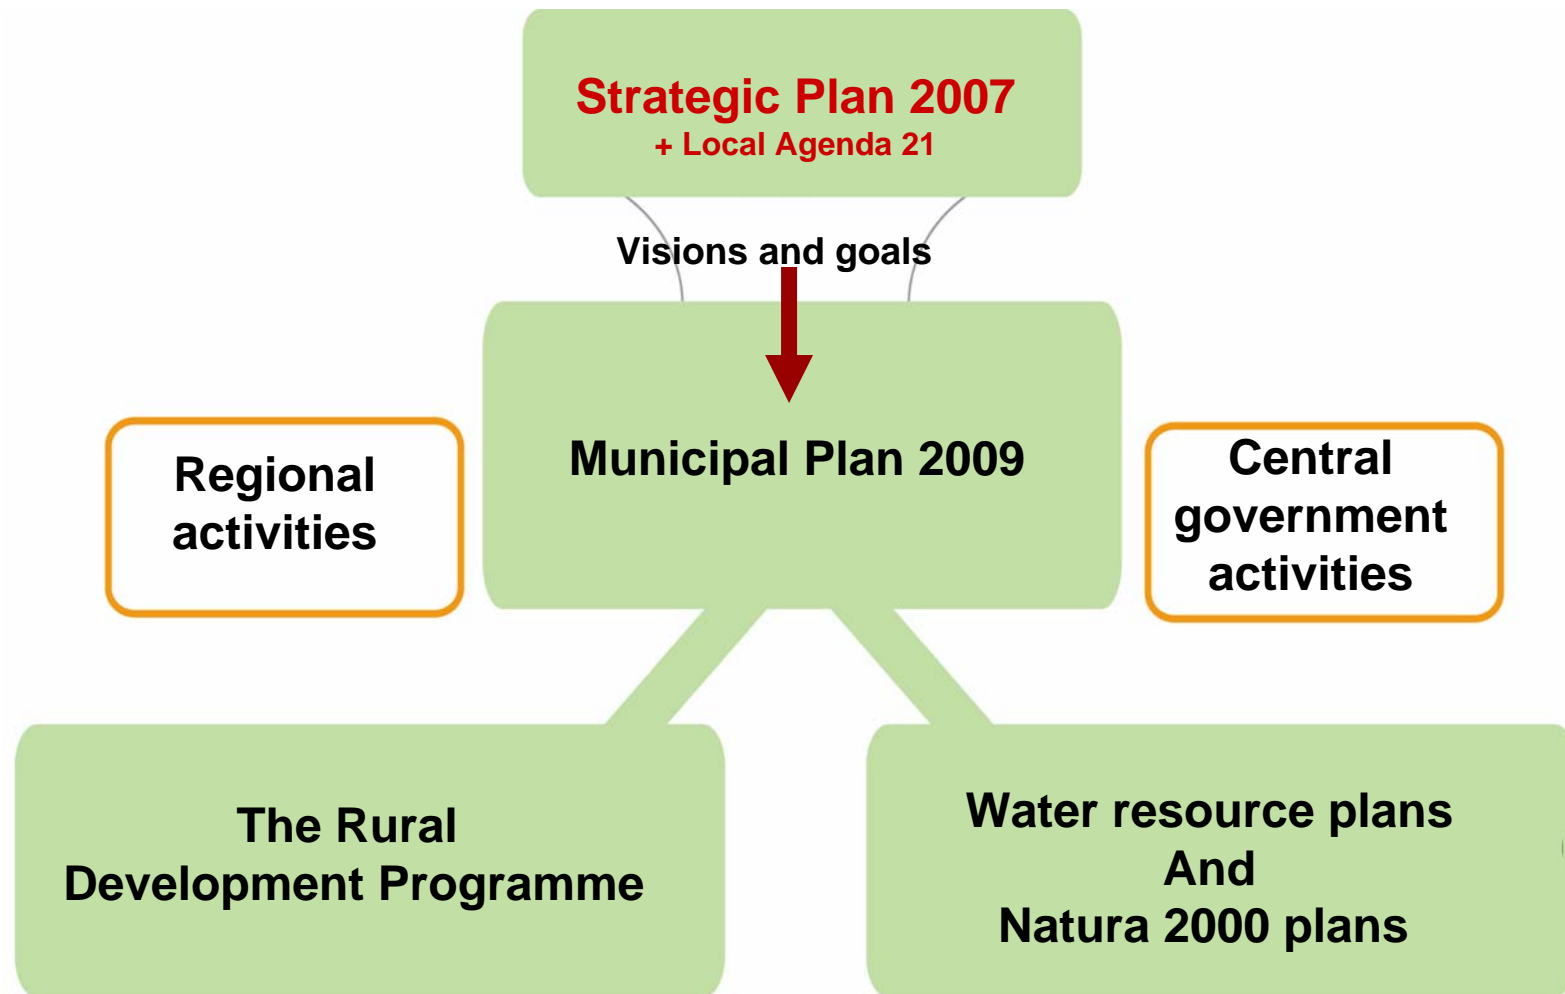 Strategic Plan 2007
+ Local Agenda 21
Visions and goals
Municipal Plan 2009
Regional
activities
Central
government
activities
The Rural
Development Programme
Water resource plans
And
Natura 2000 plans